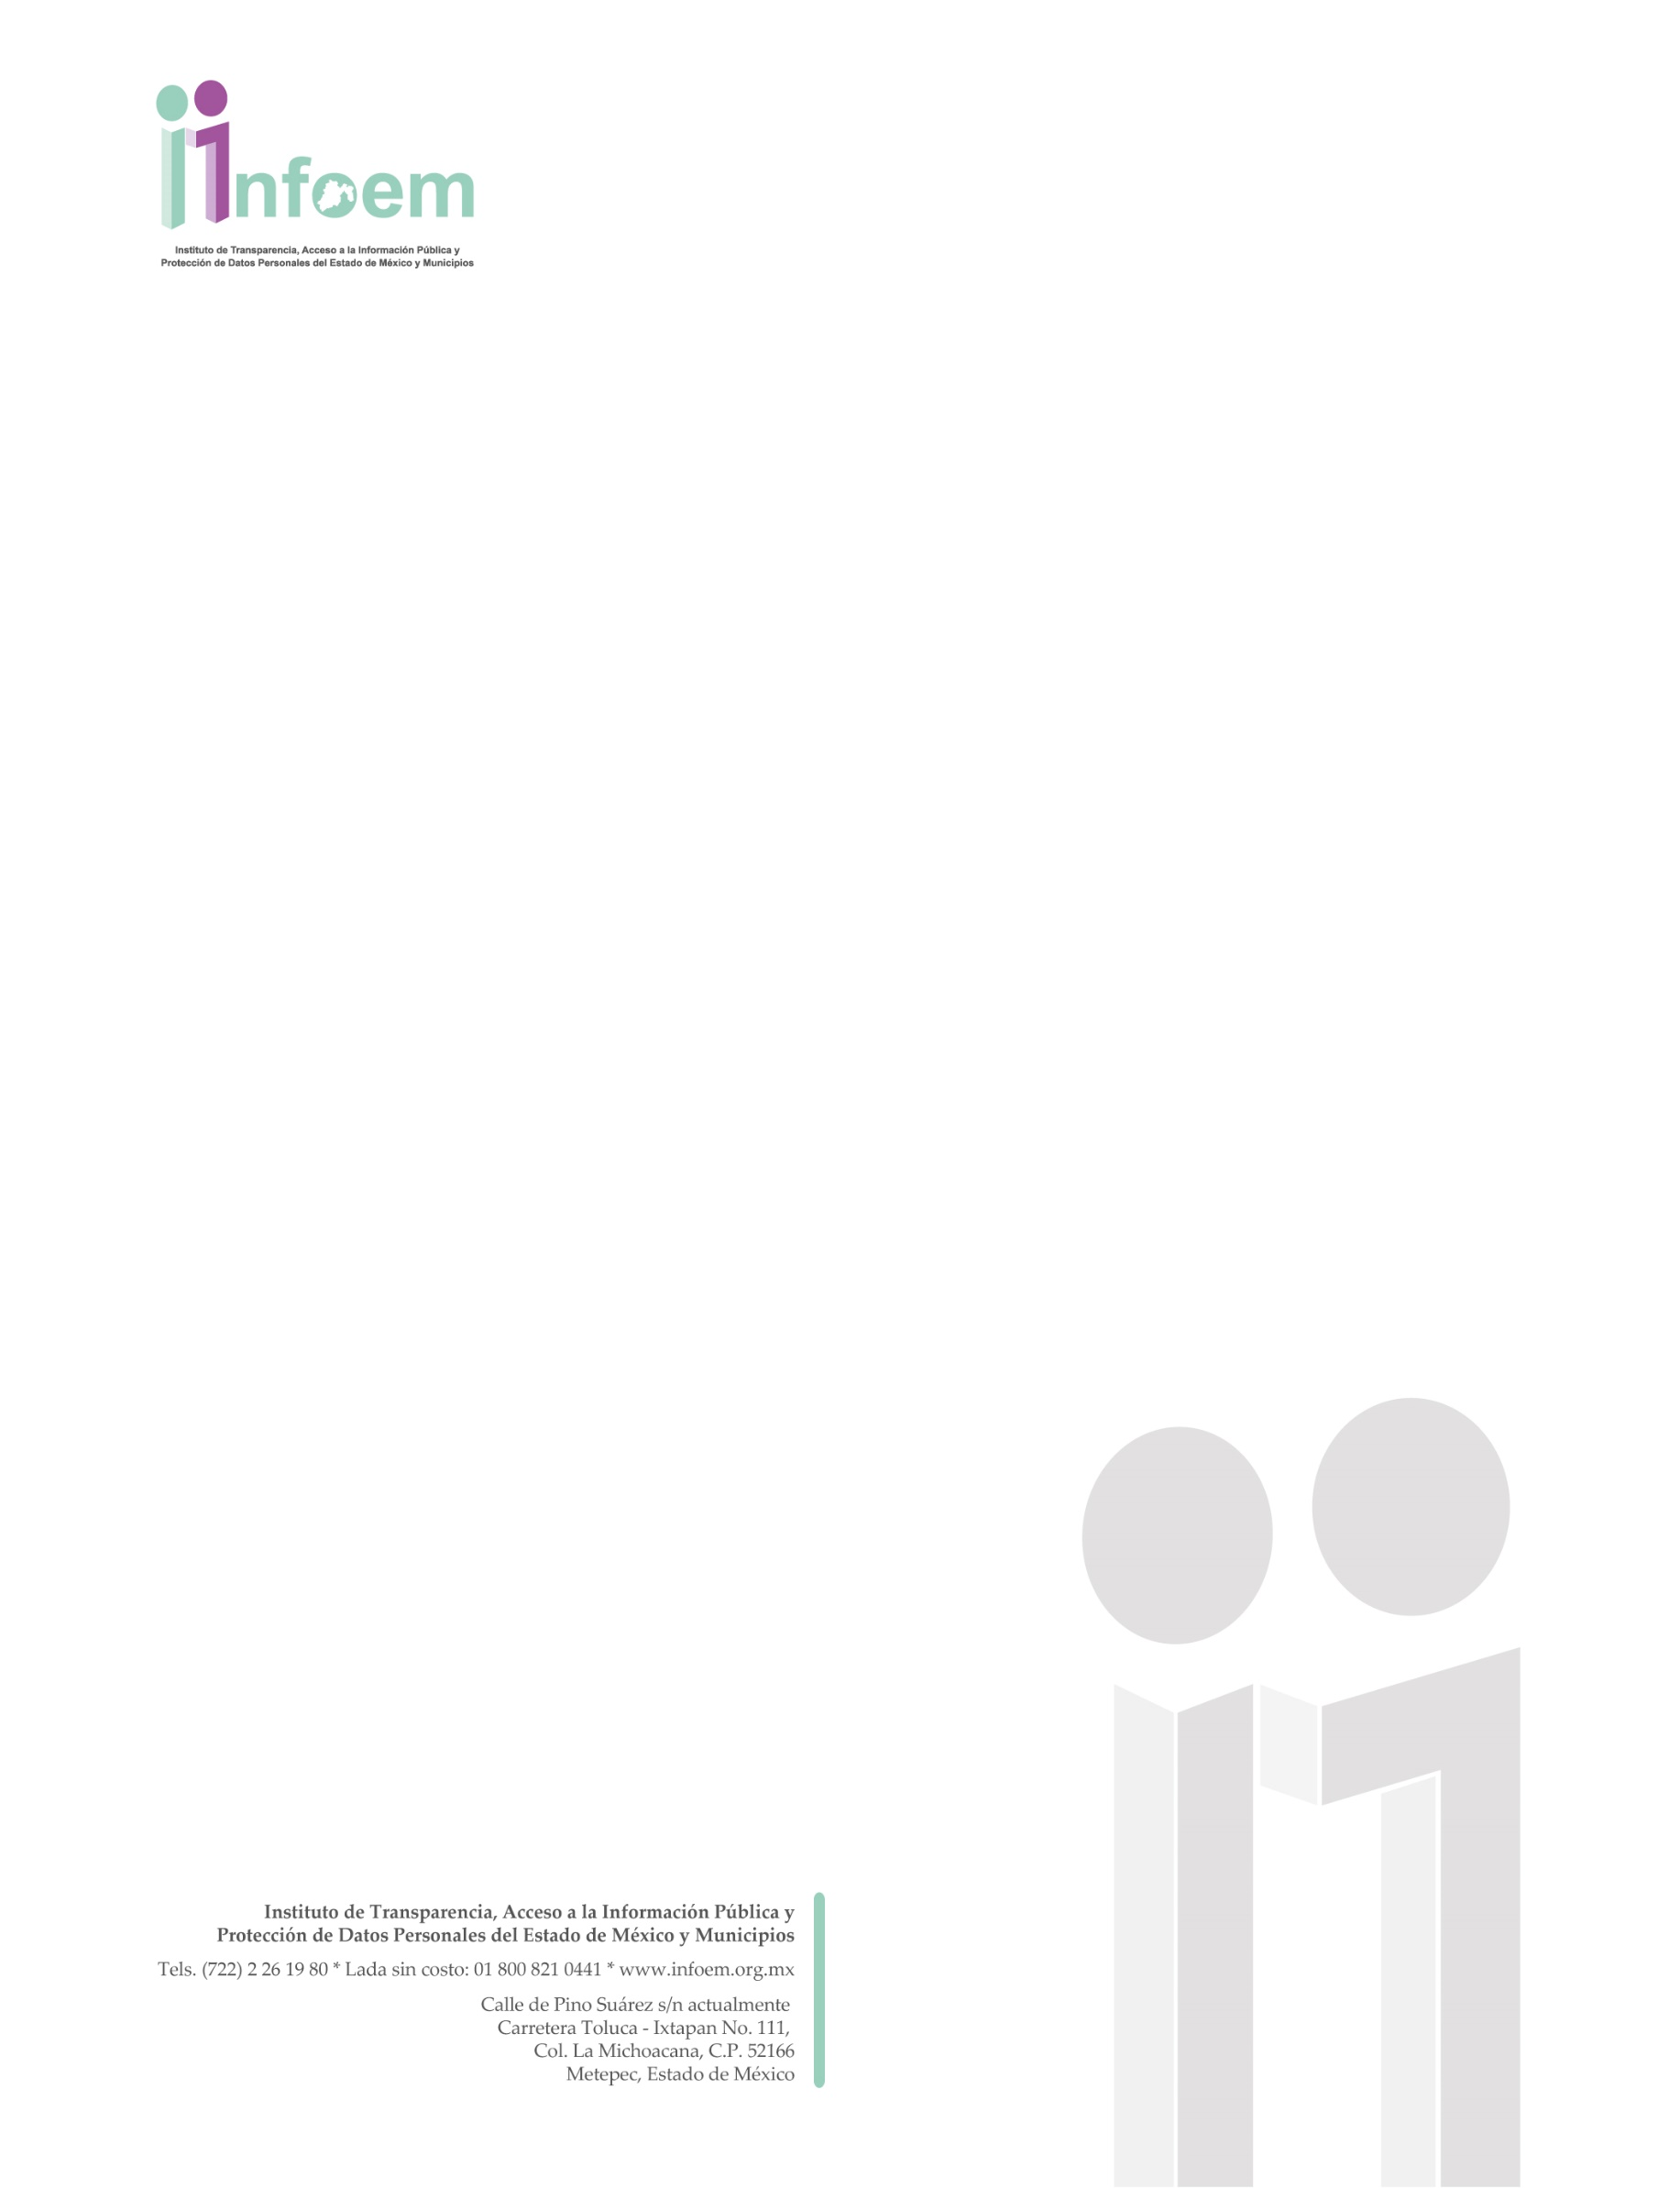 infoem
Instituto de Transparencia, Acceso a la Información Pública y
Protección de Datos Personales del Estado de México y Municipios
Instituto de Transparencia, Acceso a la Información Pública y
Protección de Datos Personales del Estado de México y Municipios
Tels. (722) 2 26 19 80 * Lada sin costo: 01 800 821 0441 * www.infoem.org.mx
Calle de Pino Suárez s/n actualmente
Carretera Toluca - Ixtapan No. 111,
Col. La Michoacana, C.P. 52166
Metepec, Estado de México